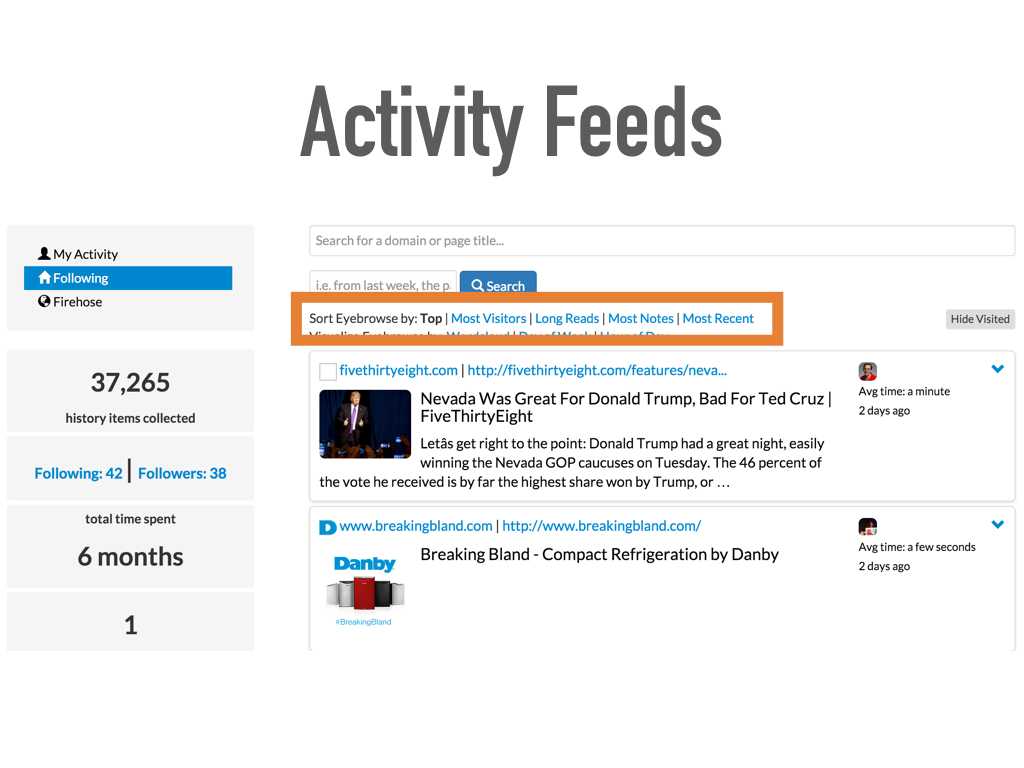 Activity Feeds
My Activity
Following
Firehose
37,265
history items collected
Following: 42 | Followers: 38
total time spent
6 months
1
Search for a domain or page title...
i.e. from last week, the p
Search
Sort Eyebrowse by: Top | Most Visitors | Long Reads | Most Notes | Most Recent
Hide Visited
fivethirtyeight.com | http://fivethirtyeight.com/features/neva...
Nevada Was Great For Donald Trump, Bad For Ted Cruz |
FiveThirtyEight
Letâs get right to the point: Donald Trump had a great night, easily
winning the Nevada GOP caucuses on Tuesday. The 46 percent of
the vote he received is by far the highest share won by Trump, or …
Avg time: a minute
2 days ago
www.breakingbland.com | http://www.breakingbland.com/
Breaking Bland - Compact Refrigeration by Danby
Danby
#BreakingBland
Avg time: a few seconds
2 days ago